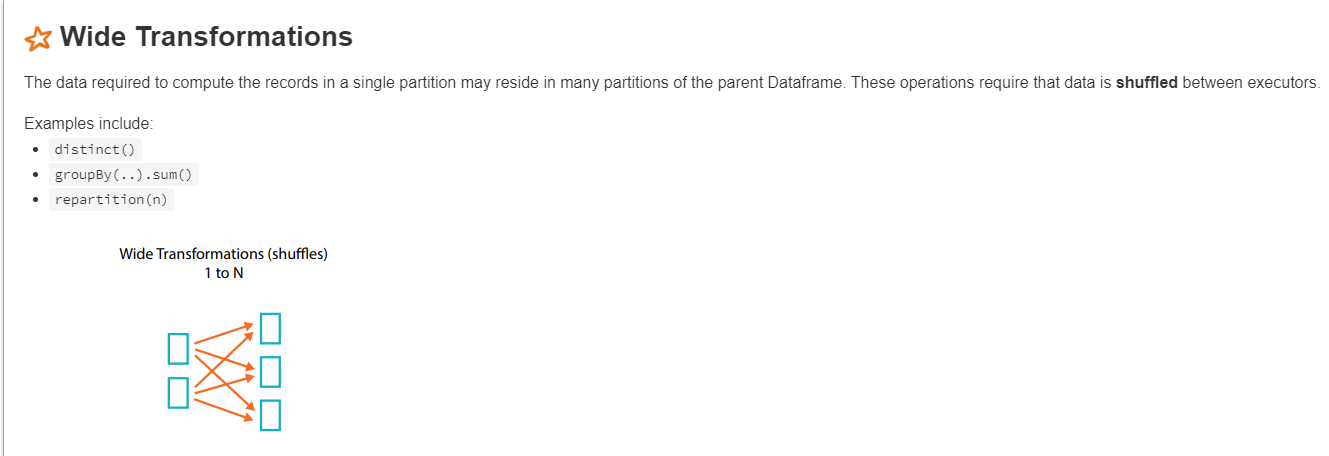 Wide Transformations
The data required to compute the records in a single partition may reside in many partitions of the parent Dataframe. These operations require that data is shuffled between executors.
Examples include:
distinct()
groupBy(..).sum()
repartition(n)
Wide Transformations (shuffles)
1 to N